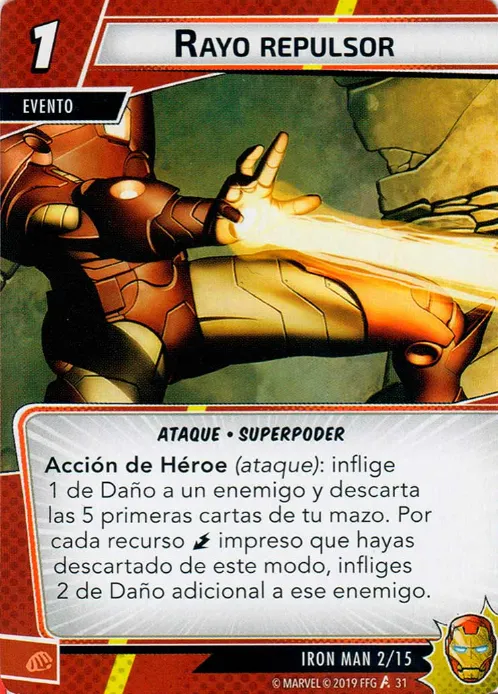 1
RAYO REPULSOR
EVENTO
ATAQUE • SUPERPODER
Acción de Héroe (ataque): inflige
1 de Daño a un enemigo y descarta
las 5 primeras cartas de tu mazo. Por
cada recurso impreso que hayas
descartado de este modo, infliges
2 de Daño adicional a ese enemigo.
IRON MAN 2/15
© MARVEL © 2019 FFG 31